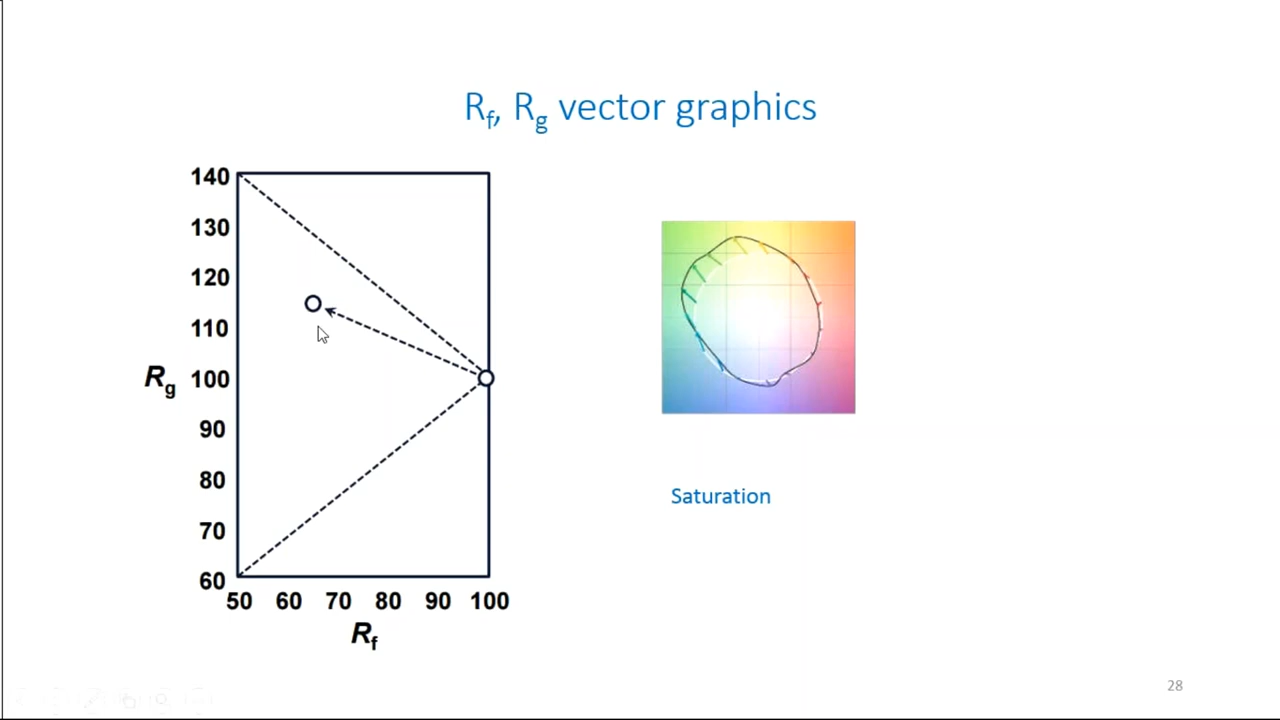 Rf, Rg vector graphics
140
130
120
110
Rg 100
90
80
70
60
50 60 70 80 90 100
Rf
Saturation
28